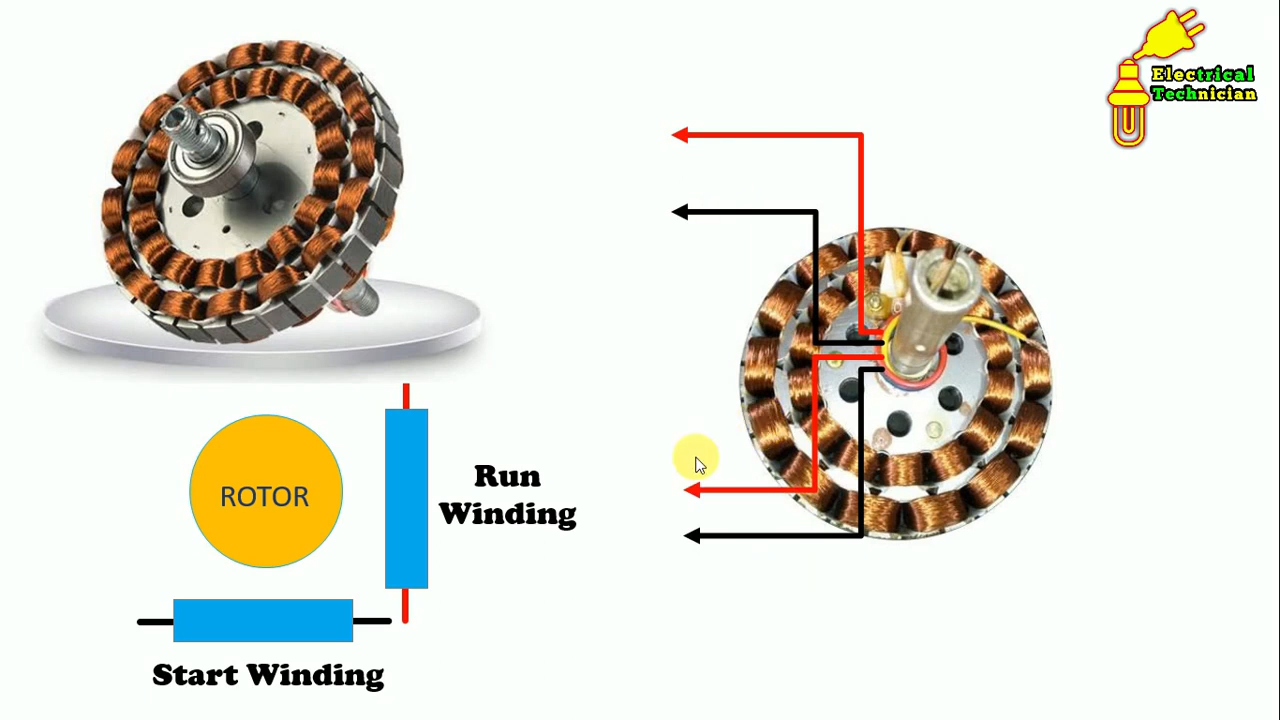 Electrical
Technician
ROTOR
Run
Winding
Start Winding